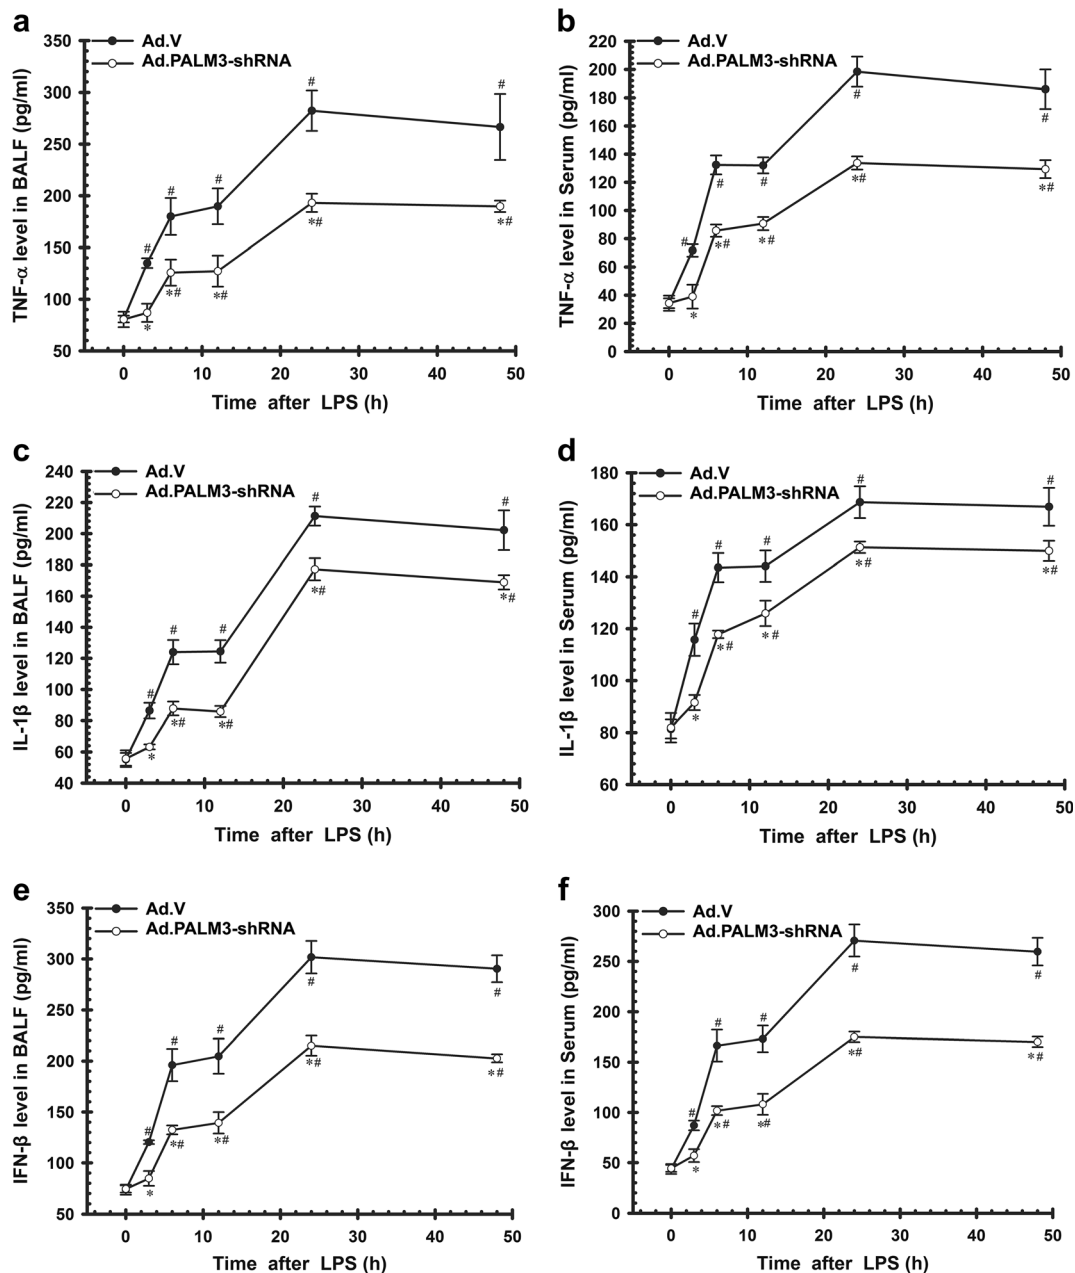 a
Ad.V
Ad.PALM3-shRNA
TNF-α level in BALF (pg/ml)
350
300
250
200
150
100
50
# # # # #
* *# *# *# *#
0 10 20 30 40 50
Time after LPS (h)
b
Ad.V
Ad.PALM3-shRNA
TNF-α level in Serum (pg/ml)
220
200
180
160
140
120
100
80
60
40
20
0
# # # # #
* *# *# *# *#
0 10 20 30 40 50
Time after LPS (h)
c
Ad.V
Ad.PALM3-shRNA
IL-1β level in BALF (pg/ml)
240
220
200
180
160
140
120
100
80
60
40
# # # # #
* *# *# *# *#
0 10 20 30 40 50
Time after LPS (h)
d
Ad.V
Ad.PALM3-shRNA
IL-1β level in Serum (pg/ml)
180
160
140
120
100
80
60
# # # # #
* *# *# *# *#
0 10 20 30 40 50
Time after LPS (h)
e
Ad.V
Ad.PALM3-shRNA
IFN-β level in BALF (pg/ml)
350
300
250
200
150
100
50
# # # # #
* *# *# *# *#
0 10 20 30 40 50
Time after LPS (h)
f
Ad.V
Ad.PALM3-shRNA
IFN-β level in Serum (pg/ml)
300
250
200
150
100
50
0
# # # # #
* *# *# *# *#
0 10 20 30 40 50
Time after LPS (h)